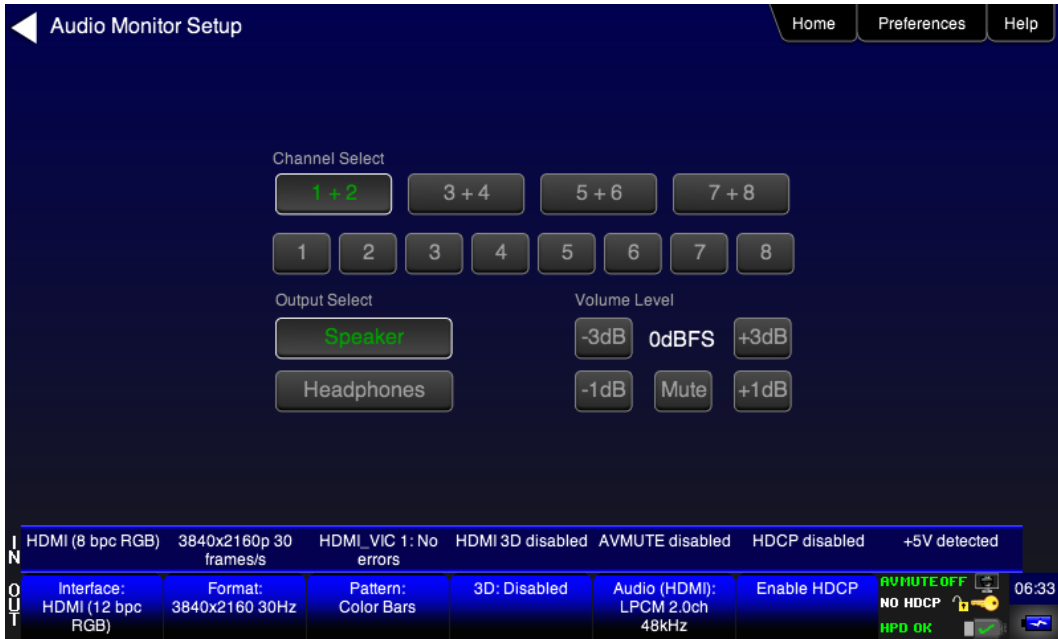 Audio Monitor Setup
Home
Preferences
Help
Channel Select
1 + 2
3 + 4
5 + 6
7 + 8
1
2
3
4
5
6
7
8
Output Select
Volume Level
Speaker
-3dB
0dBFS
+3dB
Headphones
-1dB
Mute
+1dB
IN
HDMI (8 bpc RGB)
3840x2160p 30
frames/s
HDMI_VIC 1: No
errors
HDMI 3D disabled
AVMUTE disabled
HDCP disabled
+5V detected
OUT
Interface:
HDMI (12 bpc
RGB)
Format:
3840x2160 30Hz
Pattern:
Color Bars
3D: Disabled
Audio (HDMI):
LPCM 2.0ch
48kHz
Enable HDCP
AVMUTE OFF
NO HDCP
HPD OK
06:33